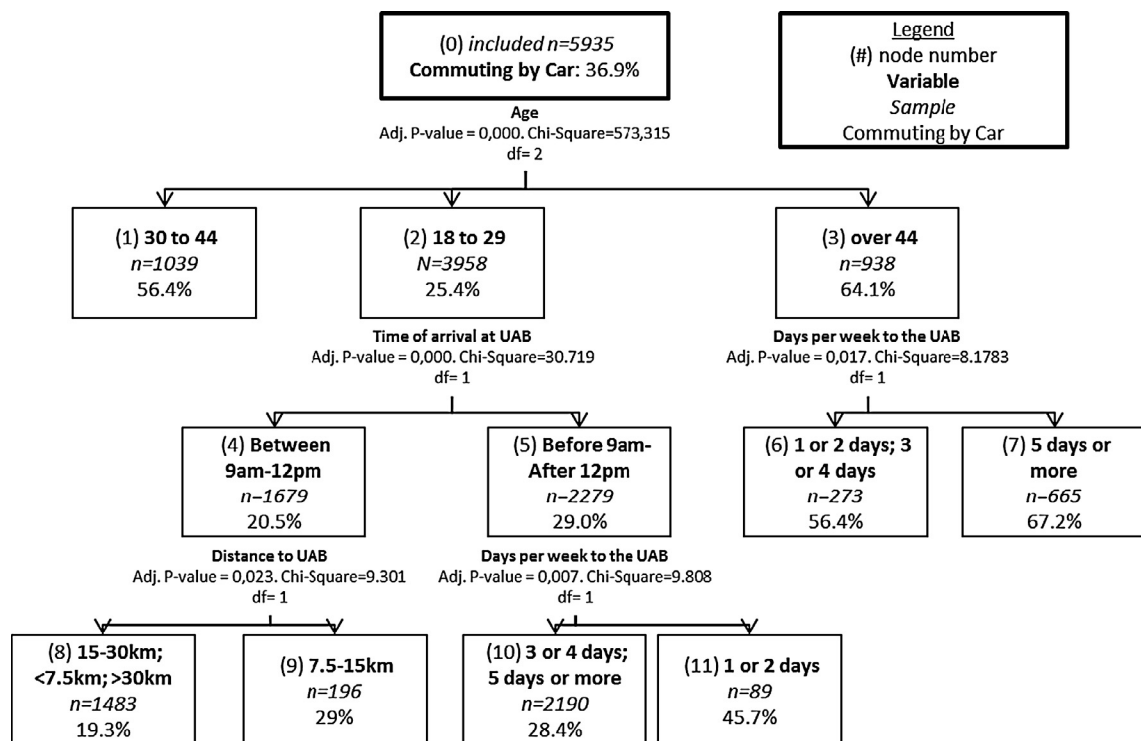 (0) included n=5935
Commuting by Car: 36.9%
Legend
(#) node number
Variable
Sample
Commuting by Car
Age
Adj. P-value = 0,000. Chi-Square=573,315
df= 2
(1) 30 to 44
n=1039
56.4%
(2) 18 to 29
N=3958
25.4%
(3) over 44
n=938
64.1%
Time of arrival at UAB
Adj. P-value = 0,000. Chi-Square=30.719
df= 1
Days per week to the UAB
Adj. P-value = 0,017. Chi-Square=8.1783
df= 1
(4) Between
9am-12pm
n–1679
20.5%
(5) Before 9am-
After 12pm
n–2279
29.0%
(6) 1 or 2 days; 3
or 4 days
n–273
56.4%
(7) 5 days or
more
n–665
67.2%
Distance to UAB
Adj. P-value = 0,023. Chi-Square=9.301
df= 1
Days per week to the UAB
Adj. P-value = 0,007. Chi-Square=9.808
df= 1
(8) 15-30km;
<7.5km; >30km
n=1483
19.3%
(9) 7.5-15km
n=196
29%
(10) 3 or 4 days;
5 days or more
n=2190
28.4%
(11) 1 or 2 days
n=89
45.7%